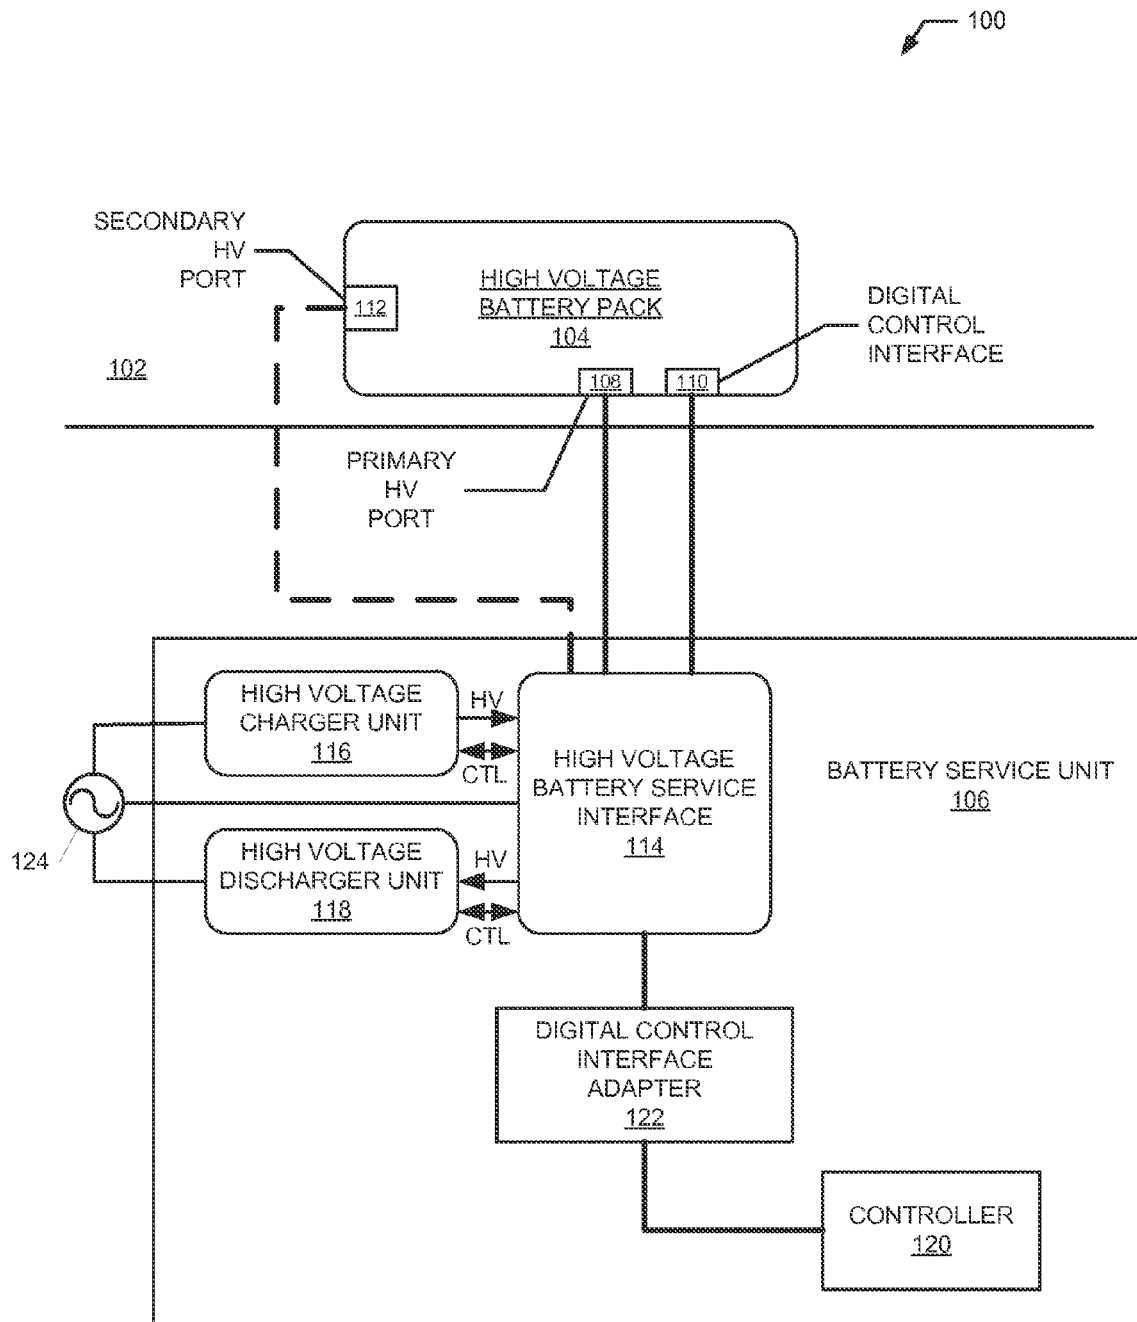 100
SECONDARY
HV
PORT
112
HIGH VOLTAGE
BATTERY PACK
104
DIGITAL
CONTROL
INTERFACE
102
108
110
PRIMARY
HV
PORT
HIGH VOLTAGE
CHARGER UNIT
116
HV
CTL
HIGH VOLTAGE
BATTERY SERVICE
INTERFACE
114
BATTERY SERVICE UNIT
106
124
HIGH VOLTAGE
DISCHARGER UNIT
118
HV
CTL
DIGITAL CONTROL
INTERFACE
ADAPTER
122
CONTROLLER
120